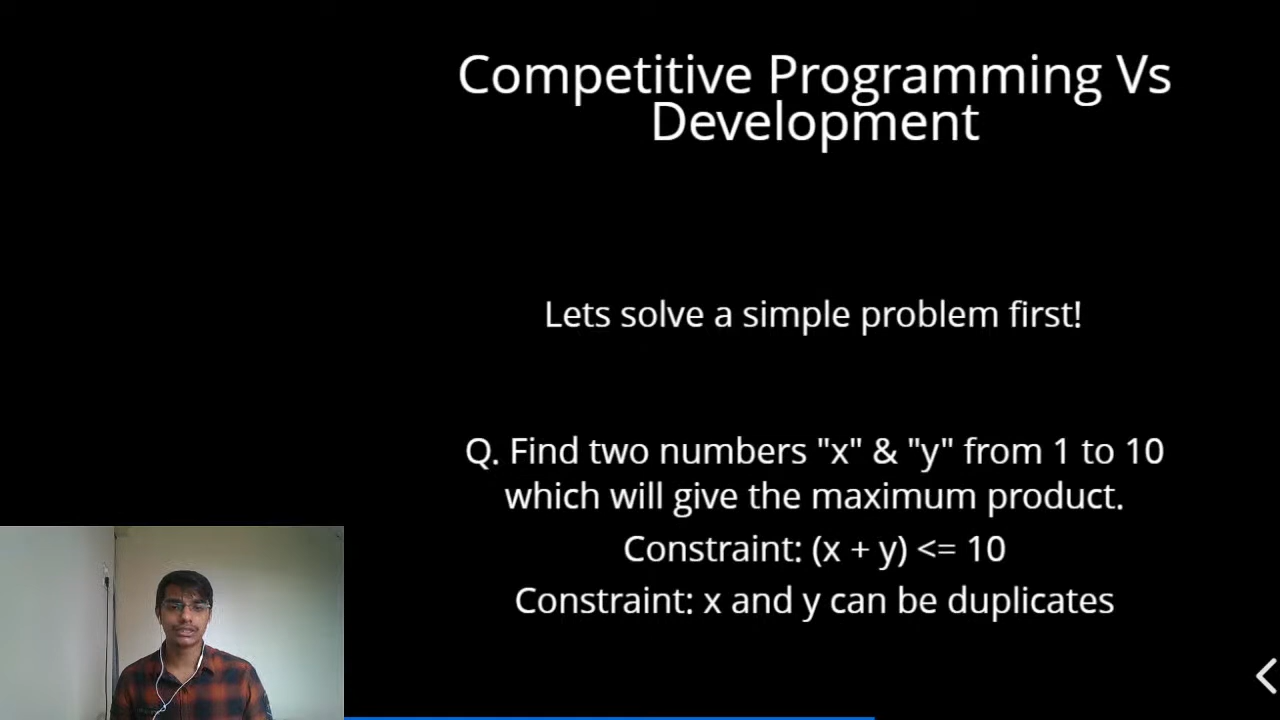 Competitive Programming Vs
Development
Lets solve a simple problem first!
Q. Find two numbers "x" & "y" from 1 to 10
which will give the maximum product.
Constraint: (x + y) <= 10
Constraint: x and y can be duplicates